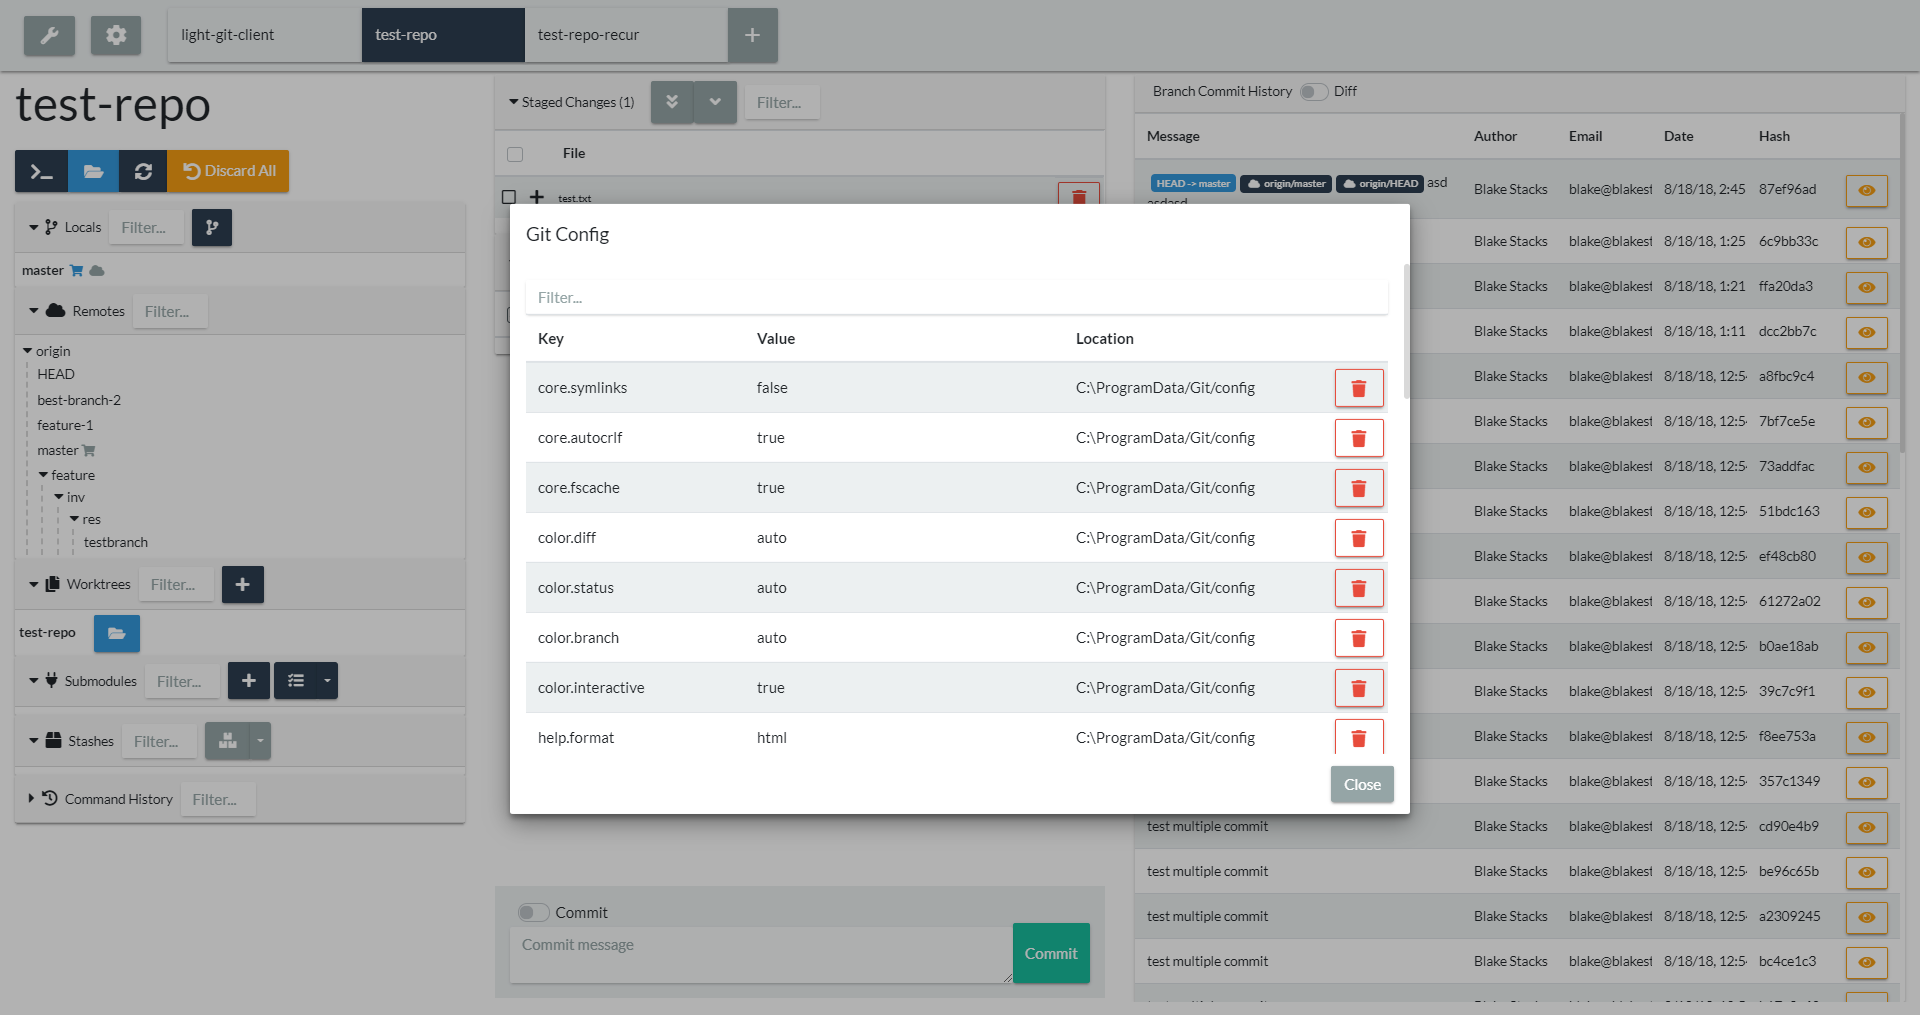 light-git-client
test-repo
test-repo-recur
test-repo
Discard All
Locals
Filter...
master
Remotes
Filter...
origin
HEAD
best-branch-2
feature-1
master
feature
inv
res
testbranch
Worktrees
Filter...
test-repo
Submodules
Filter...
Stashes
Filter...
Command History
Filter...
Staged Changes (1)
Filter...
File
test.txt
Git Config
Filter...
Key Value Location
core.symlinks false C:\ProgramData/Git/config
core.autocrlf true C:\ProgramData/Git/config
core.fscache true C:\ProgramData/Git/config
color.diff auto C:\ProgramData/Git/config
color.status auto C:\ProgramData/Git/config
color.branch auto C:\ProgramData/Git/config
color.interactive true C:\ProgramData/Git/config
help.format html C:\ProgramData/Git/config
Close
Commit
Commit message
Commit
Branch Commit History Diff
Message Author Email Date Hash
HEAD -> master origin/master origin/HEAD asd
asdasd
Blake Stacks blake@blakest 8/18/18, 2:45 87ef96ad
Blake Stacks blake@blakest 8/18/18, 1:25 6c9bb33c
Blake Stacks blake@blakest 8/18/18, 1:21 ffa20da3
Blake Stacks blake@blakest 8/18/18, 1:11 dcc2bb7c
Blake Stacks blake@blakest 8/18/18, 12:5 a8fbc9c4
Blake Stacks blake@blakest 8/18/18, 12:5 7bf7ce5e
Blake Stacks blake@blakest 8/18/18, 12:5 73addfac
Blake Stacks blake@blakest 8/18/18, 12:5 51bdc163
Blake Stacks blake@blakest 8/18/18, 12:5 ef48cb80
Blake Stacks blake@blakest 8/18/18, 12:5 61272a02
Blake Stacks blake@blakest 8/18/18, 12:5 b0ae18ab
Blake Stacks blake@blakest 8/18/18, 12:5 39c7c9f1
Blake Stacks blake@blakest 8/18/18, 12:5 f8ee753a
Blake Stacks blake@blakest 8/18/18, 12:5 357c1349
test multiple commit Blake Stacks blake@blakest 8/18/18, 12:5 cd90e4b9
test multiple commit Blake Stacks blake@blakest 8/18/18, 12:5 be96c65b
test multiple commit Blake Stacks blake@blakest 8/18/18, 12:5 a2309245
test multiple commit Blake Stacks blake@blakest 8/18/18, 12:5 bc4ce1c3